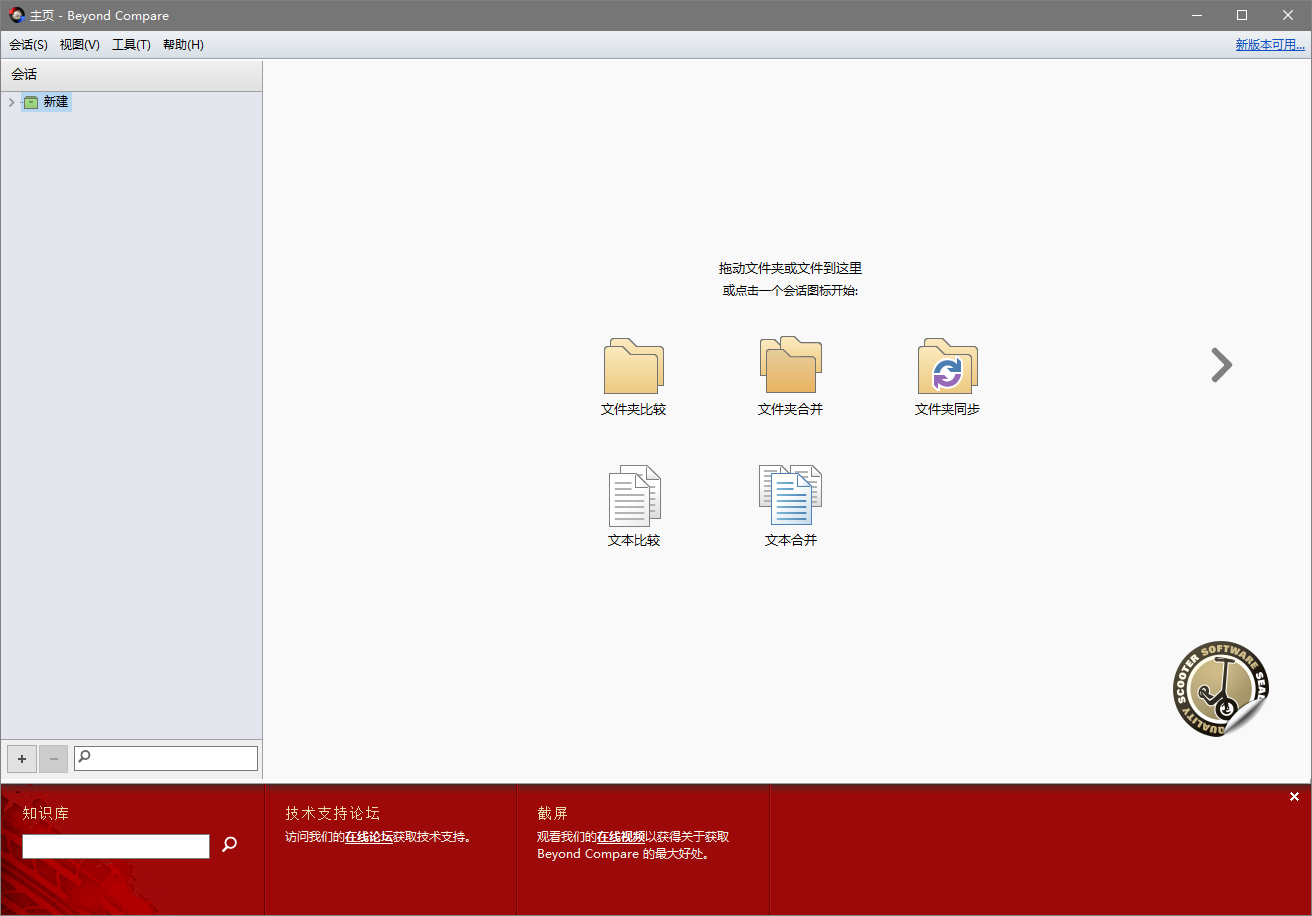 主页 - Beyond Compare
会话(S) 视图(V) 工具(T) 帮助(H)
新版本可用...
会话
新建
拖动文件夹或文件到这里
或点击一个会话图标开始:
文件夹比较
文件夹合并
文件夹同步
文本比较
文本合并
SCOOTER SOFTWARE SEAL
QUALITY
知识库
技术支持论坛
访问我们的在线论坛获取技术支持。
截屏
观看我们的在线视频以获得关于获取
Beyond Compare 的最大好处。